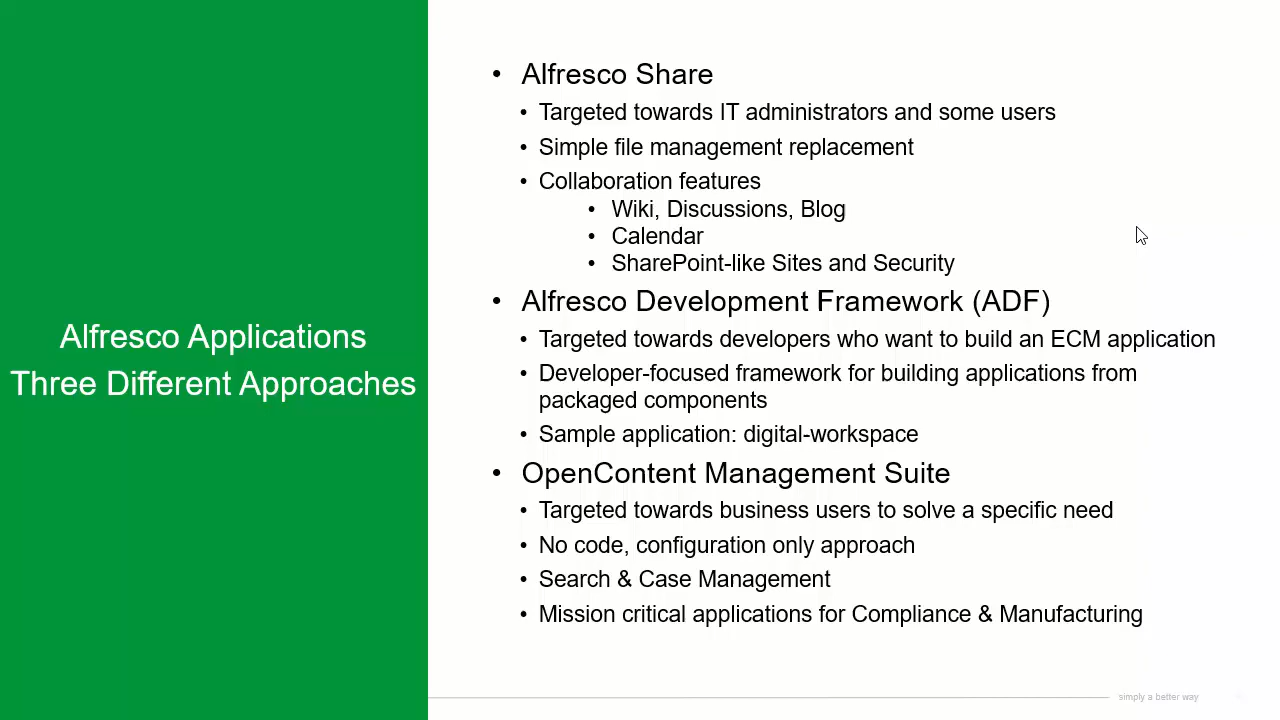 Alfresco Applications
Three Different Approaches
• Alfresco Share
• Targeted towards IT administrators and some users
• Simple file management replacement
• Collaboration features
• Wiki, Discussions, Blog
• Calendar
• SharePoint-like Sites and Security
• Alfresco Development Framework (ADF)
• Targeted towards developers who want to build an ECM application
• Developer-focused framework for building applications from
packaged components
• Sample application: digital-workspace
• OpenContent Management Suite
• Targeted towards business users to solve a specific need
• No code, configuration only approach
• Search & Case Management
• Mission critical applications for Compliance & Manufacturing
simply a better way